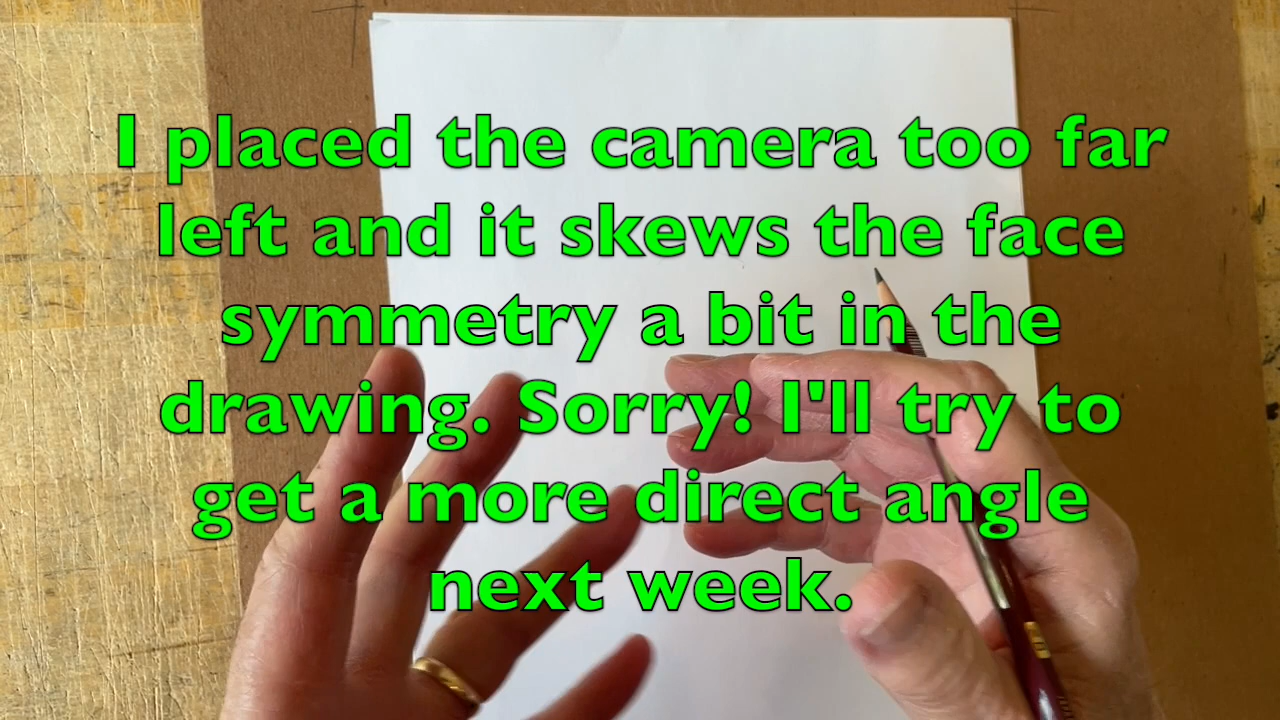 I placed the camera too far
left and it skews the face
symmetry a bit in the
drawing. Sorry! I'll try to
get a more direct angle
next week.